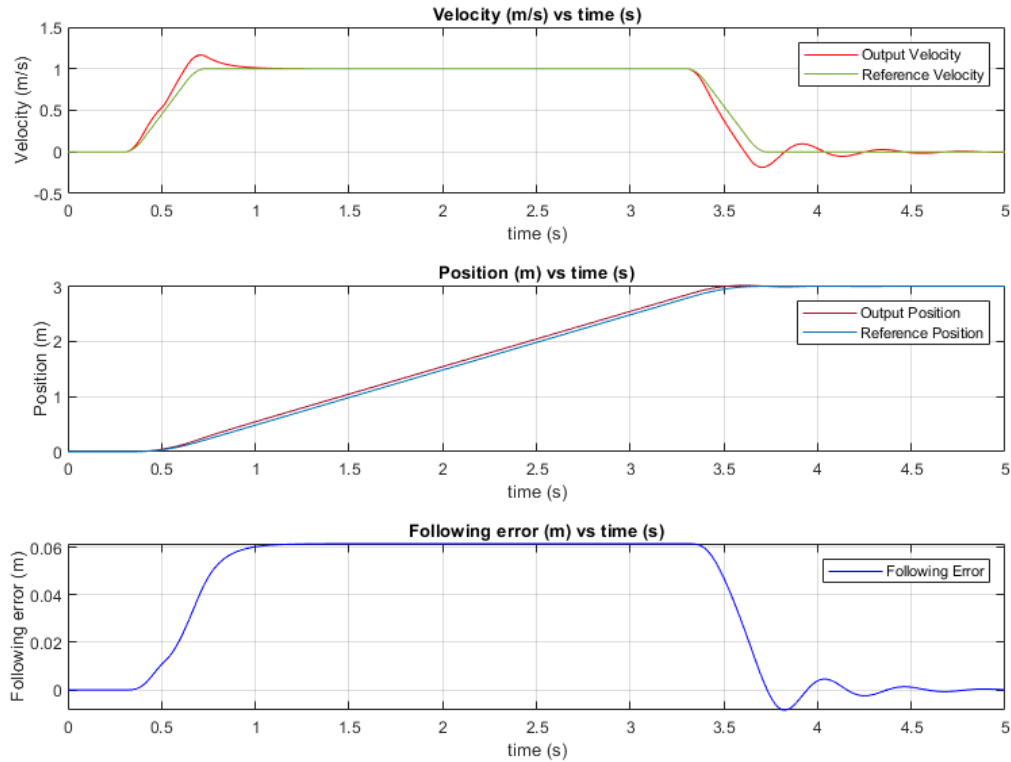 Velocity (m/s) vs time (s)
Velocity (m/s)
1.5
1
0.5
0
-0.5
Output Velocity
Reference Velocity
0 0.5 1 1.5 2 2.5 3 3.5 4 4.5 5
time (s)
Position (m) vs time (s)
Position (m)
3
2
1
0
Output Position
Reference Position
0 0.5 1 1.5 2 2.5 3 3.5 4 4.5 5
time (s)
Following error (m) vs time (s)
Following error (m)
0.06
0.04
0.02
0
Following Error
0 0.5 1 1.5 2 2.5 3 3.5 4 4.5 5
time (s)